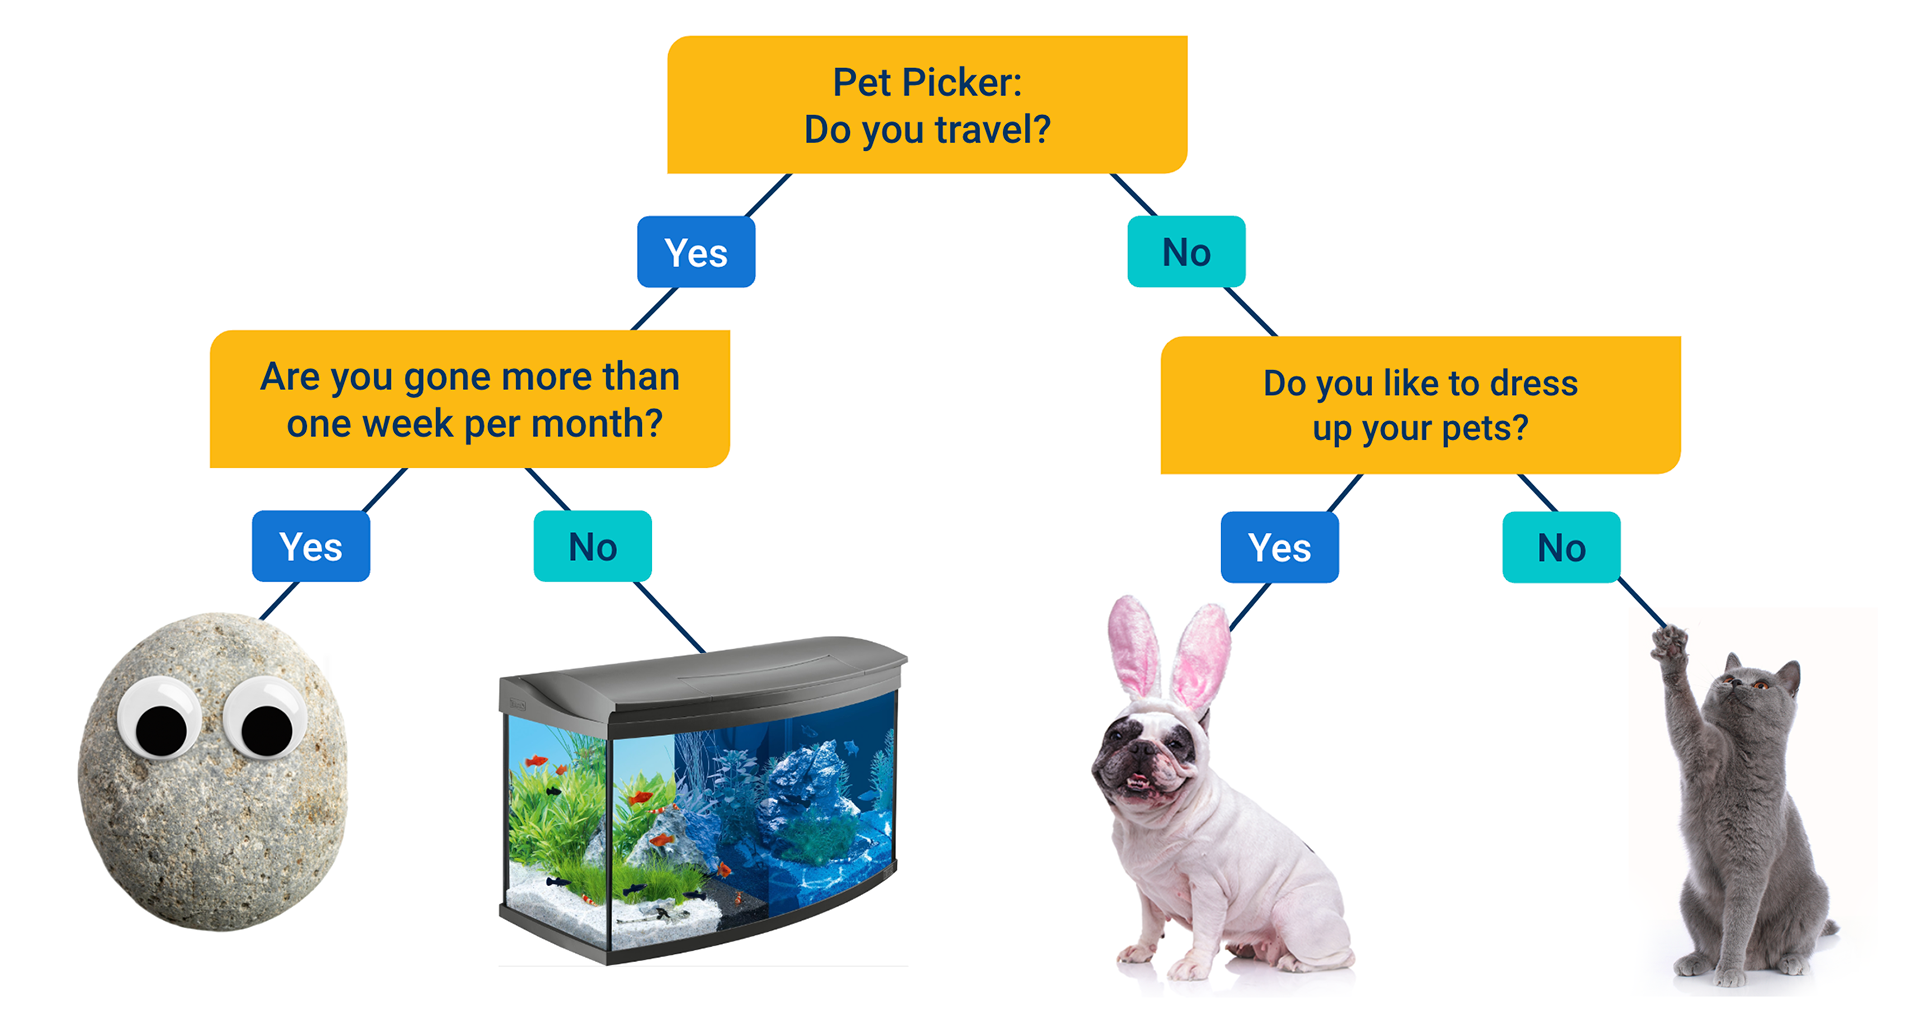 Pet Picker:
Do you travel?
Yes
No
Are you gone more than
one week per month?
Do you like to dress
up your pets?
Yes
No
Yes
No